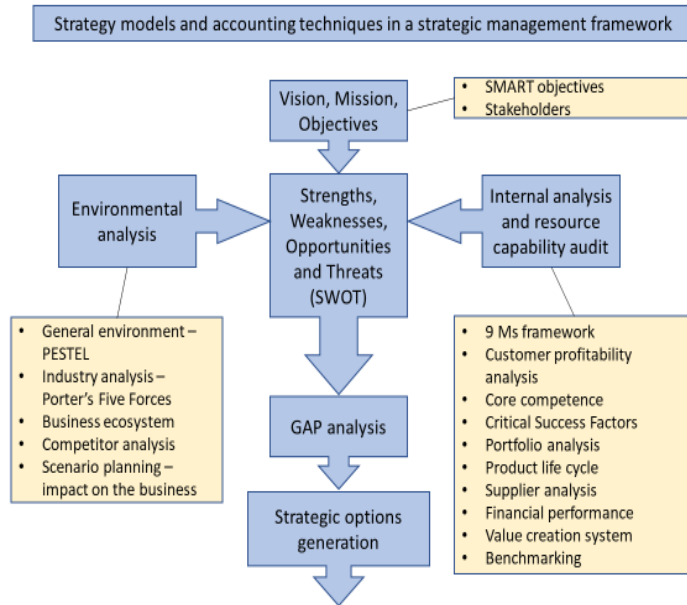 Strategy models and accounting techniques in a strategic management framework
Vision, Mission,
Objectives
• SMART objectives
• Stakeholders
Environmental
analysis
Strengths,
Weaknesses,
Opportunities
and Threats
(SWOT)
Internal analysis
and resource
capability audit
• General environment –
PESTEL
• Industry analysis –
Porter's Five Forces
• Business ecosystem
• Competitor analysis
• Scenario planning –
impact on the business
• 9 Ms framework
• Customer profitability
analysis
• Core competence
• Critical Success Factors
• Portfolio analysis
• Product life cycle
• Supplier analysis
• Financial performance
• Value creation system
• Benchmarking
GAP analysis
Strategic options
generation